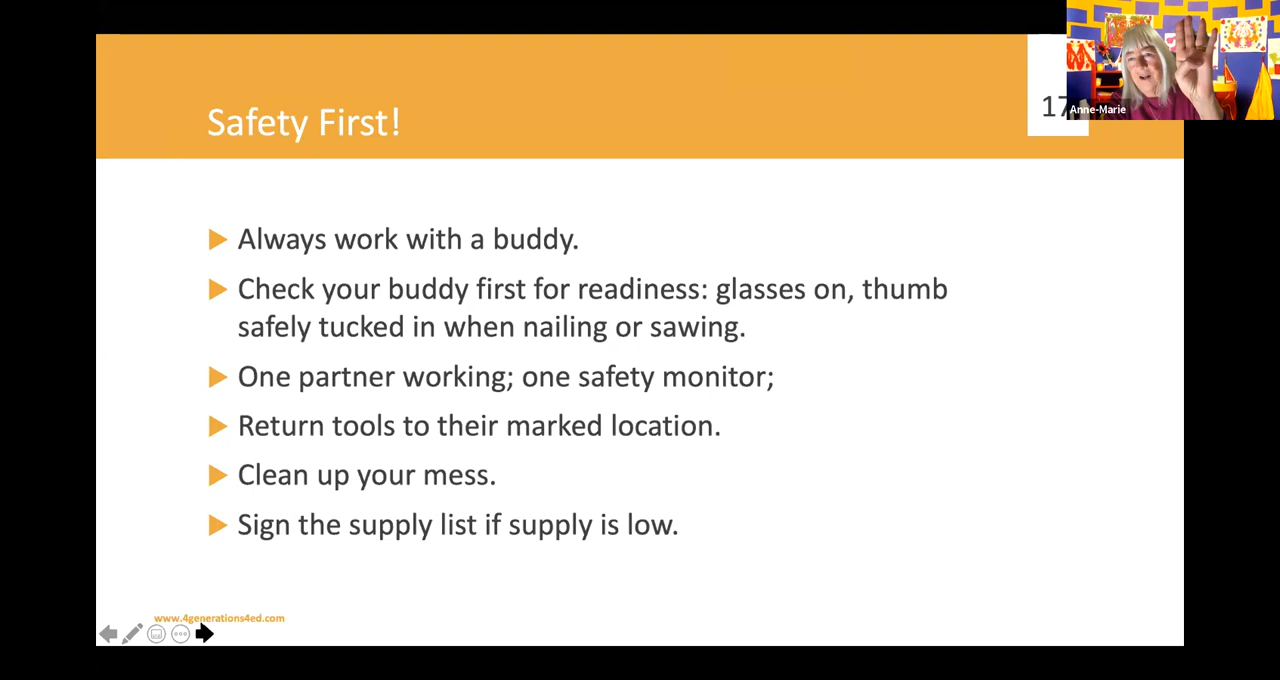 Safety First!
17
Anne-Marie
Always work with a buddy.
Check your buddy first for readiness: glasses on, thumb
safely tucked in when nailing or sawing.
One partner working; one safety monitor;
Return tools to their marked location.
Clean up your mess.
Sign the supply list if supply is low.
www.4generations4ed.com